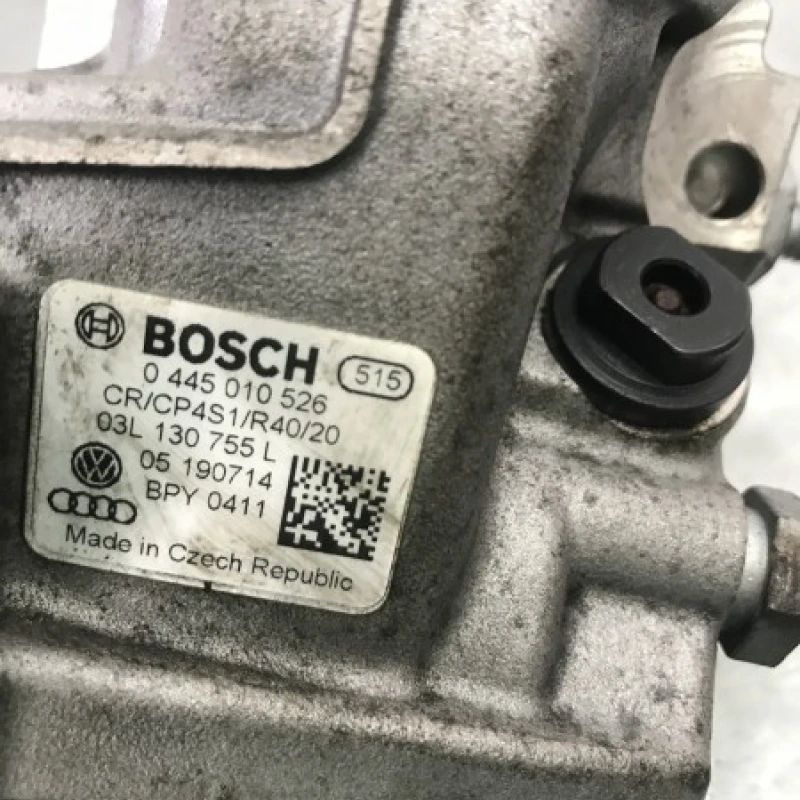 BOSCH 515
0 445 010 526
CR/CP4S1/R40/20
03L 130 755 L
05 190714
BPY 0411
Made in Czech Republic